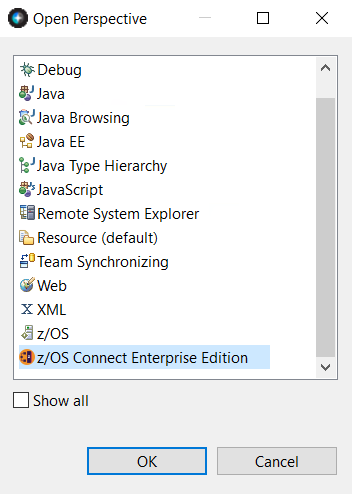 Open Perspective
Debug
Java
Java Browsing
Java EE
Java Type Hierarchy
JavaScript
Remote System Explorer
Resource (default)
Team Synchronizing
Web
X XML
z/OS
z/OS Connect Enterprise Edition
Show all
OK
Cancel